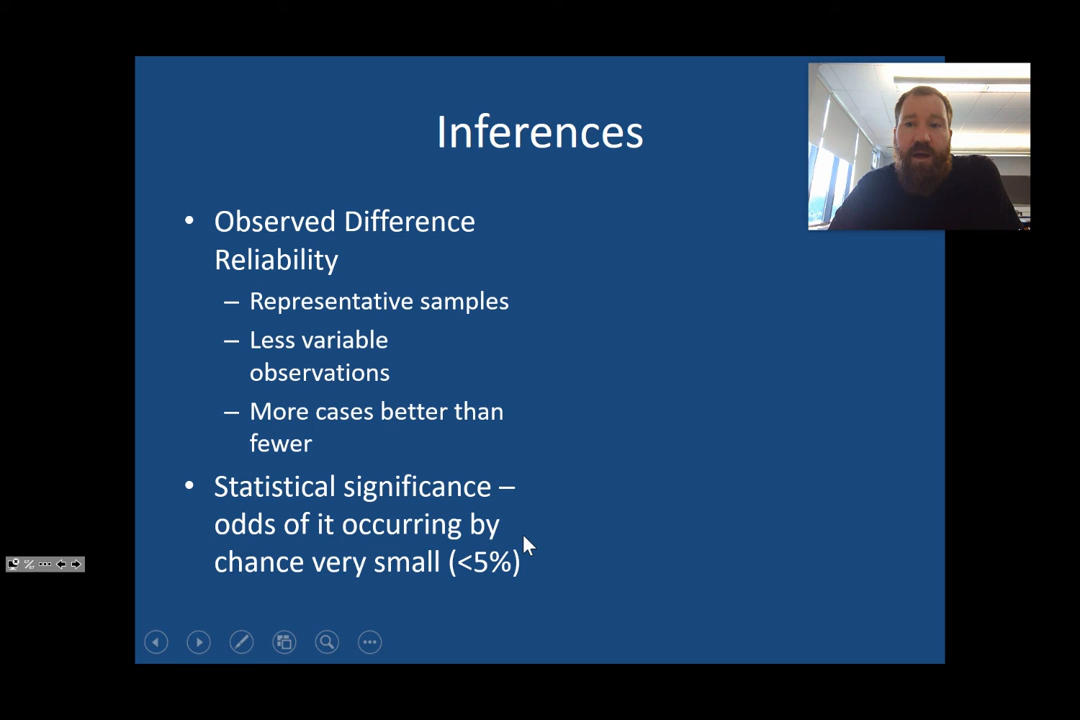 Inferences
• Observed Difference
Reliability
– Representative samples
– Less variable
observations
– More cases better than
fewer
• Statistical significance –
odds of it occurring by
chance very small (<5%)